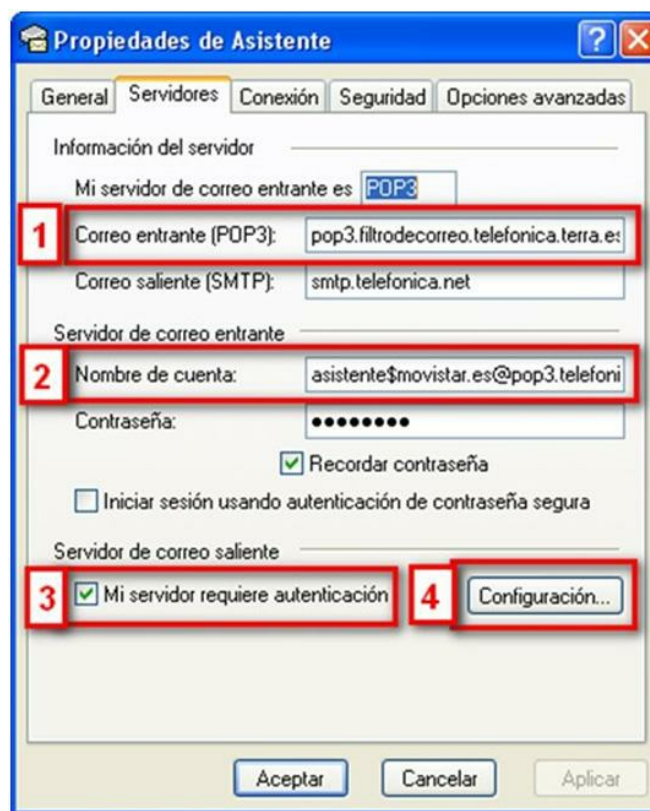 Propiedades de Asistente
General Servidores Conexión Seguridad Opciones avanzadas
Información del servidor
Mi servidor de correo entrante es POP3
1 Correo entrante (POP3): pop3.filtrodecorreo.telefonica.terra.es
Correo saliente (SMTP): smtp.telefonica.net
Servidor de correo entrante
2 Nombre de cuenta: asistente$movistar.es@pop3.telefoni
Contraseña: ●●●●●●●●
Recordar contraseña
Iniciar sesión usando autenticación de contraseña segura
Servidor de correo saliente
3 Mi servidor requiere autenticación 4 Configuración...
Aceptar Cancelar Aplicar